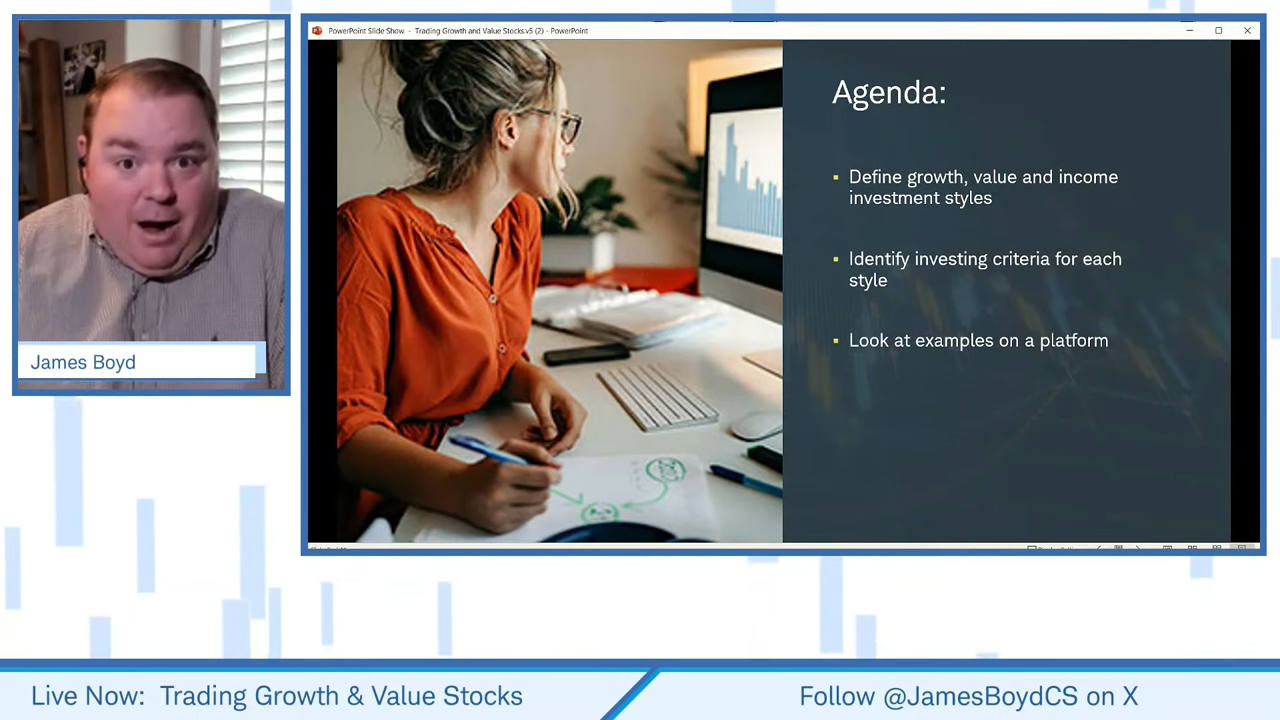 PowerPoint Slide Show - Trading Growth and Value Stocks.v5 (2) - PowerPoint
Agenda:
▪ Define growth, value and income
investment styles
▪ Identify investing criteria for each
style
▪ Look at examples on a platform
James Boyd
Live Now: Trading Growth & Value Stocks
Follow @JamesBoydCS on X